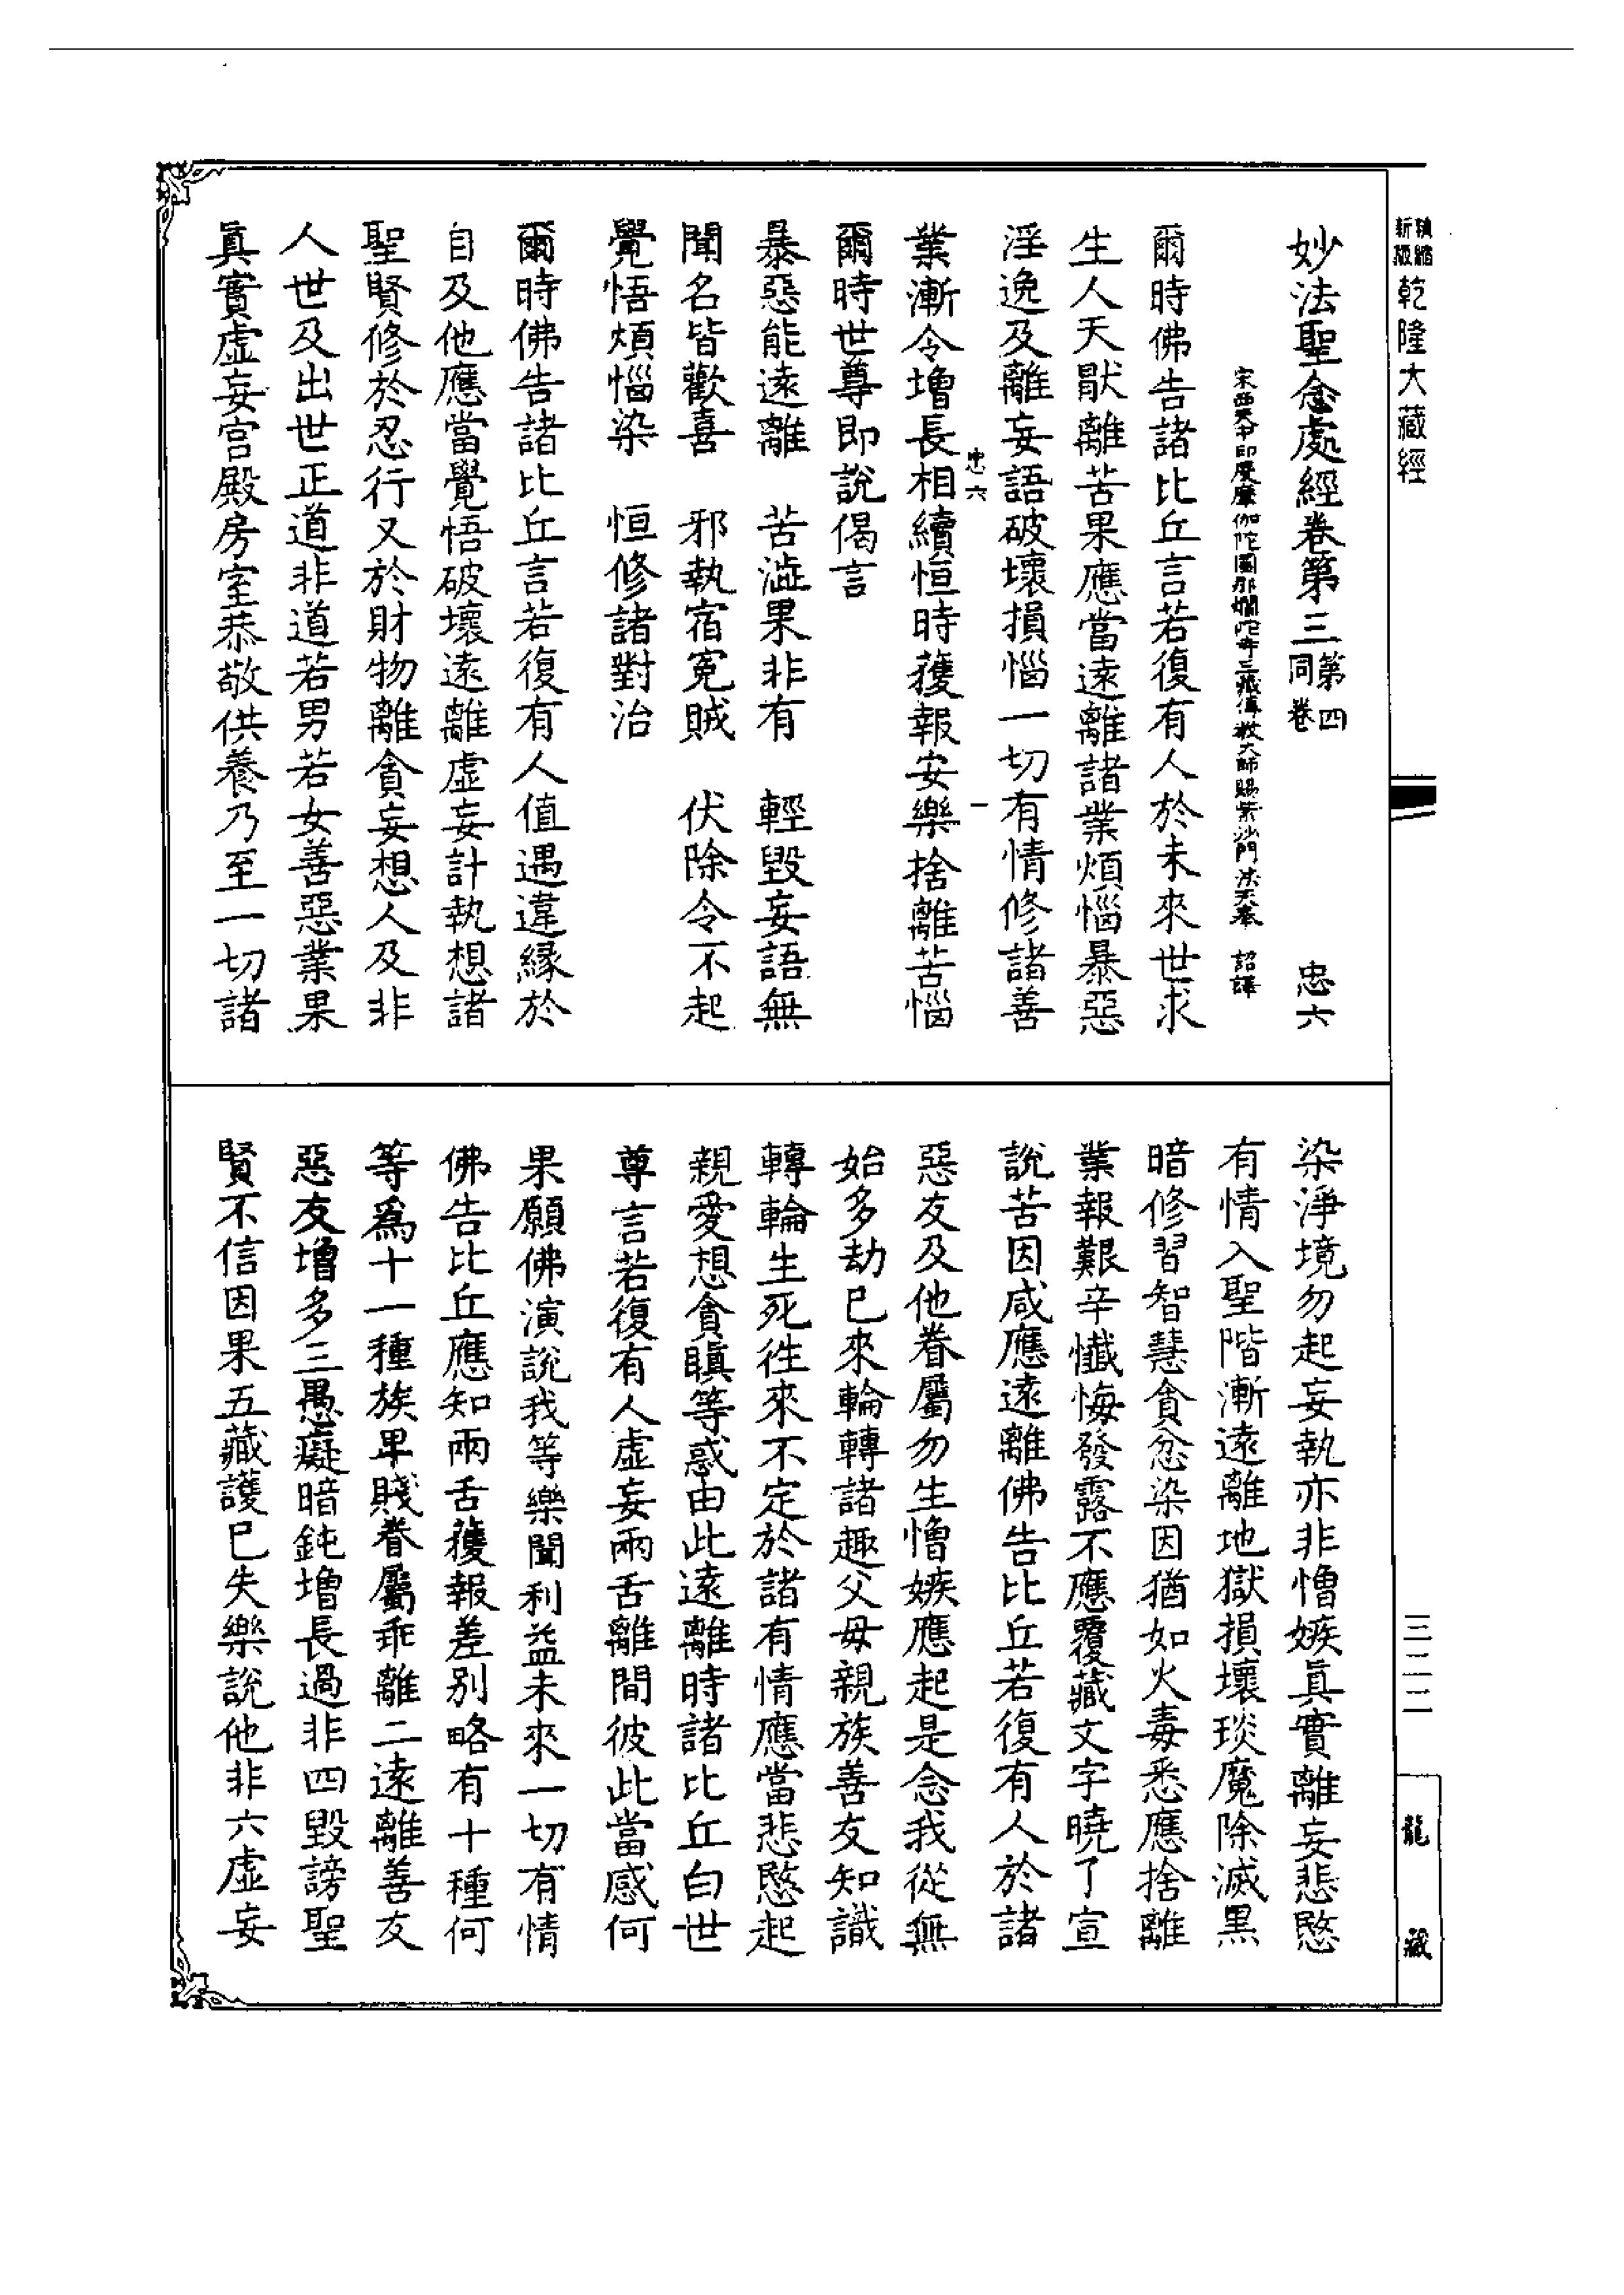 新縮
版縮
乾隆大藏經
妙法聖念處經卷第三第四同卷 忠六
宋西天中印度摩伽陀國那爛陀寺三藏傳教大師賜紫沙門法天奉 詔譯
爾時佛告諸比丘言若復有人於未來世求
生人天猒離苦果應當遠離諸業煩惱暴惡
淫逸及離妄語破壞損惱一切有情修諸善
忠六 一
業漸令增長相續恒時獲報安樂捨離苦惱
爾時世尊即說偈言
暴惡能遠離 苦澁果非有 輕毀妄語無
聞名皆歡喜 邪執宿冤賊 伏除令不起
覺悟煩惱染 恒修諸對治
爾時佛告諸比丘言若復有人值遇違緣於
自及他應當覺悟破壞遠離虛妄計執想諸
聖賢修於忍行又於財物離貪妄想人及非
人世及出世正道非道若男若女善惡業果
眞實虛妄宫殿房室恭敬供養乃至一切諸
染淨境勿起妄執亦非憎嫉眞實離妄悲愍
有情入聖階漸遠離地獄損壞琰魔除滅黑
暗修習智慧貪忿染因猶如火毒悉應捨離
業報艱辛懺悔發露不應覆藏文字曉了宣
說苦因咸應遠離佛告比丘若復有人於諸
惡友及他眷屬勿生憎嫉應起是念我從無
始多劫已來輪轉諸趣父母親族善友知識
轉輪生死徃來不定於諸有情應當悲愍起
親愛想貪瞋等惑由此遠離時諸比丘白世
尊言若復有人虛妄兩舌離間彼此當感何
果願佛演說我等樂聞利益未來一切有情
佛告比丘應知兩舌獲報差別略有十種何
等爲十一種族卑賤眷屬乖離二遠離善友
惡友增多三愚癡暗鈍增長過非四毀謗聖
賢不信因果五藏護已失樂說他非六虛妄
三二二
龍藏